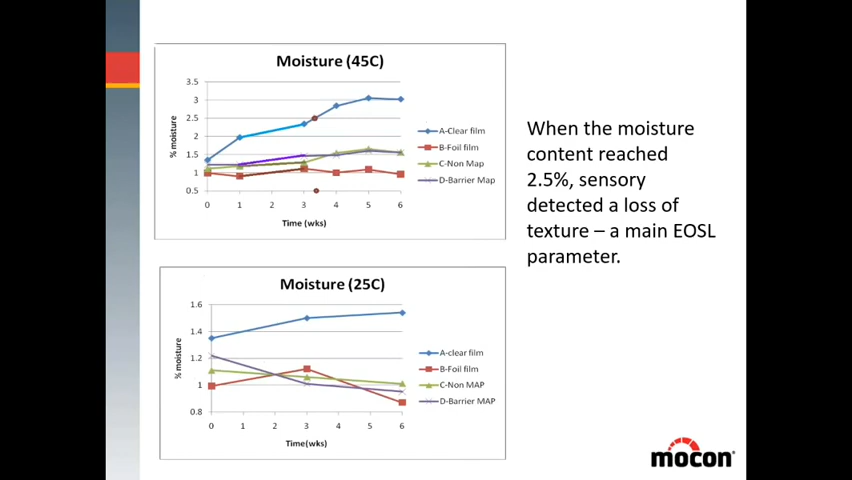 Moisture (45C)
3.5
3
2.5
2
1.5
1
0.5
% moisture
0 1 2 3 4 5 6
Time (wks)
A-Clear film
B-Foil film
C-Non Map
D-Barrier Map
When the moisture
content reached
2.5%, sensory
detected a loss of
texture – a main EOSL
parameter.
Moisture (25C)
1.6
1.4
1.2
1
0.8
% moisture
0 1 2 3 4 5 6
Time(wks)
A-clear film
B-Foil film
C-Non MAP
D-Barrier MAP
mocon